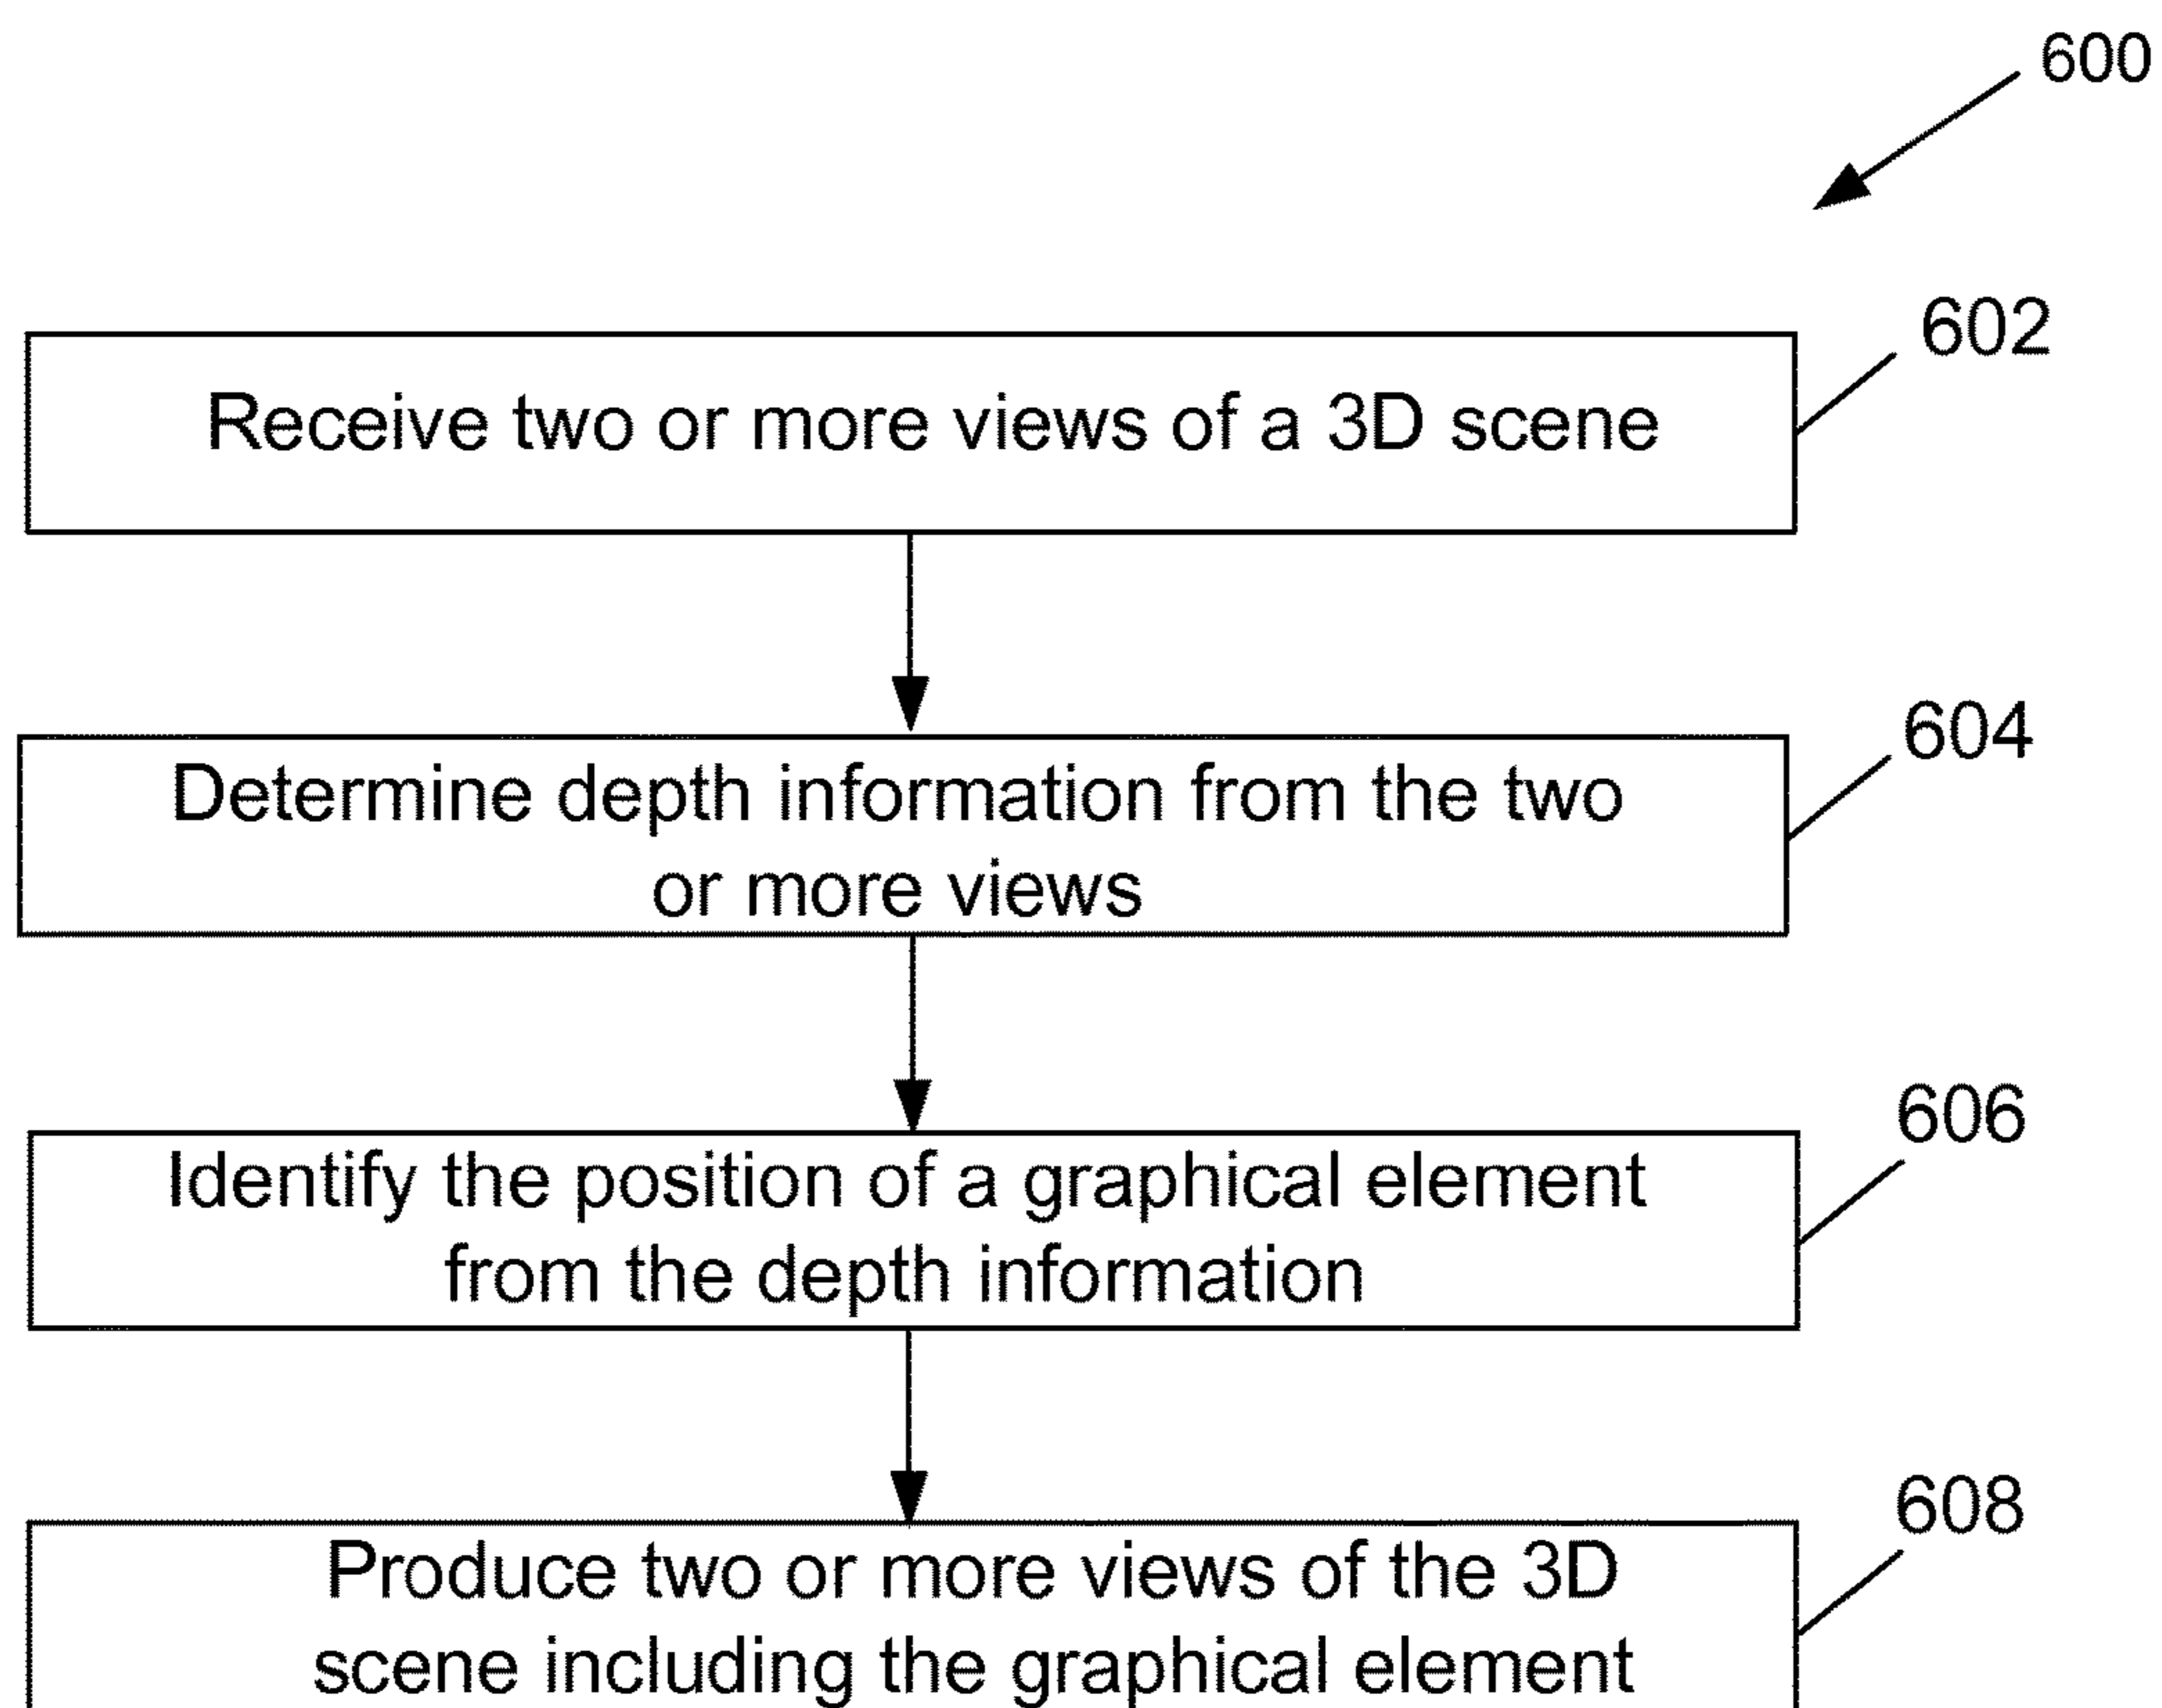 600
602
Receive two or more views of a 3D scene
604
Determine depth information from the two
or more views
606
Identify the position of a graphical element
from the depth information
608
Produce two or more views of the 3D
scene including the graphical element